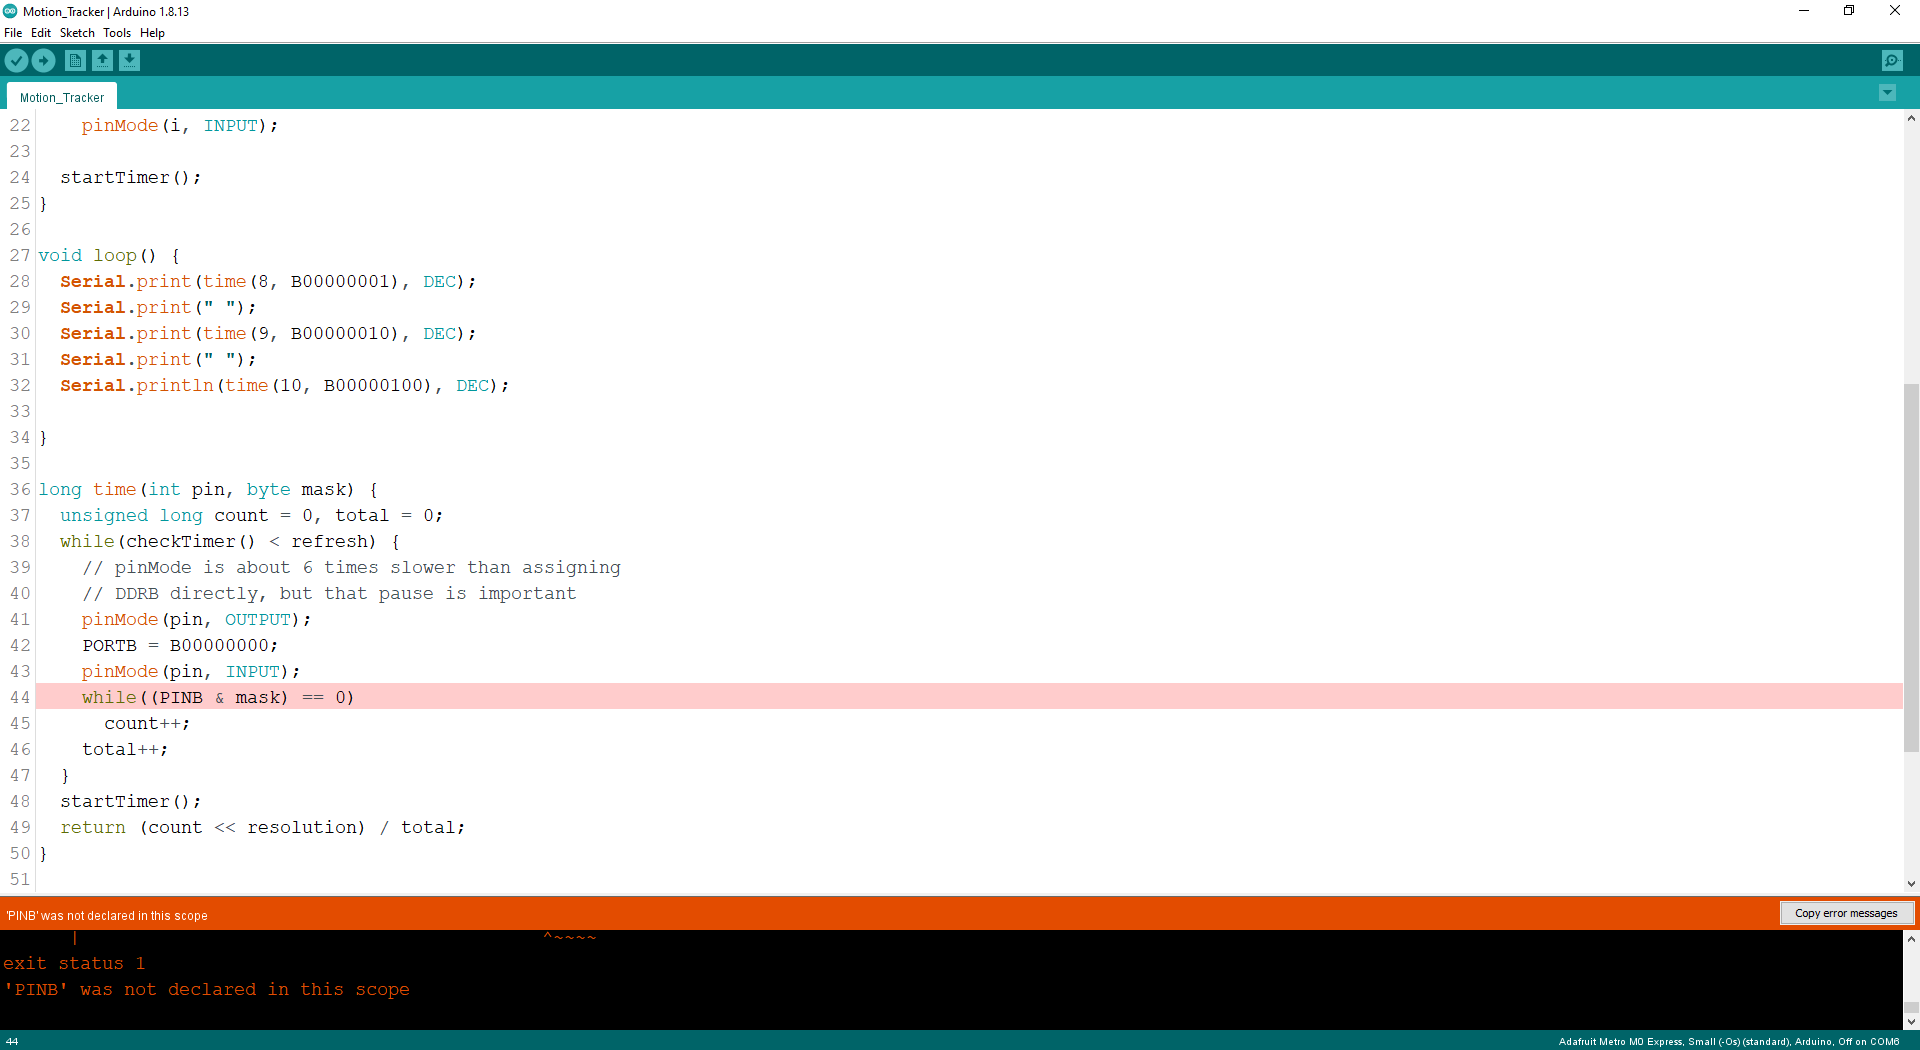 Motion_Tracker | Arduino 1.8.13
File Edit Sketch Tools Help
Motion_Tracker
22     pinMode(i, INPUT);
23
24   startTimer();
25 }
26
27 void loop() {
28   Serial.print(time(8, B00000001), DEC);
29   Serial.print(" ");
30   Serial.print(time(9, B00000010), DEC);
31   Serial.print(" ");
32   Serial.println(time(10, B00000100), DEC);
33
34 }
35
36 long time(int pin, byte mask) {
37   unsigned long count = 0, total = 0;
38   while(checkTimer() < refresh) {
39     // pinMode is about 6 times slower than assigning
40     // DDRB directly, but that pause is important
41     pinMode(pin, OUTPUT);
42     PORTB = B00000000;
43     pinMode(pin, INPUT);
44     while((PINB & mask) == 0)
45       count++;
46     total++;
47   }
48   startTimer();
49   return (count << resolution) / total;
50 }
51
'PINB' was not declared in this scope
Copy error messages
| ^~~~~
exit status 1
'PINB' was not declared in this scope
44
Adafruit Metro M0 Express, Small (-Os) (standard), Arduino, Off on COM6